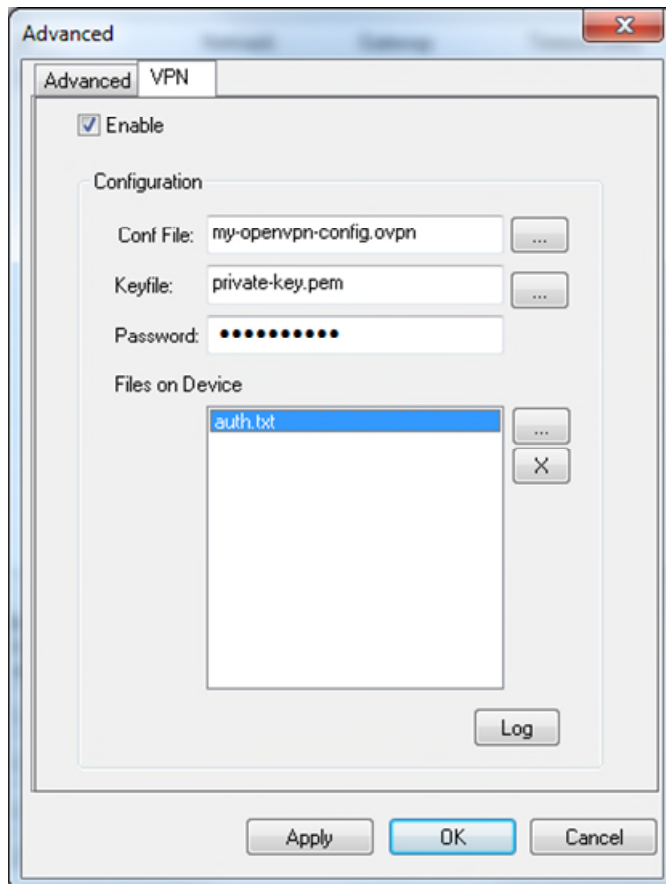 Advanced
Advanced VPN
Enable
Configuration
Conf File: my-openvpn-config.ovpn ...
Keyfile: private-key.pem ...
Password: ●●●●●●●●●●
Files on Device
auth.txt ...
X
Log
Apply OK Cancel